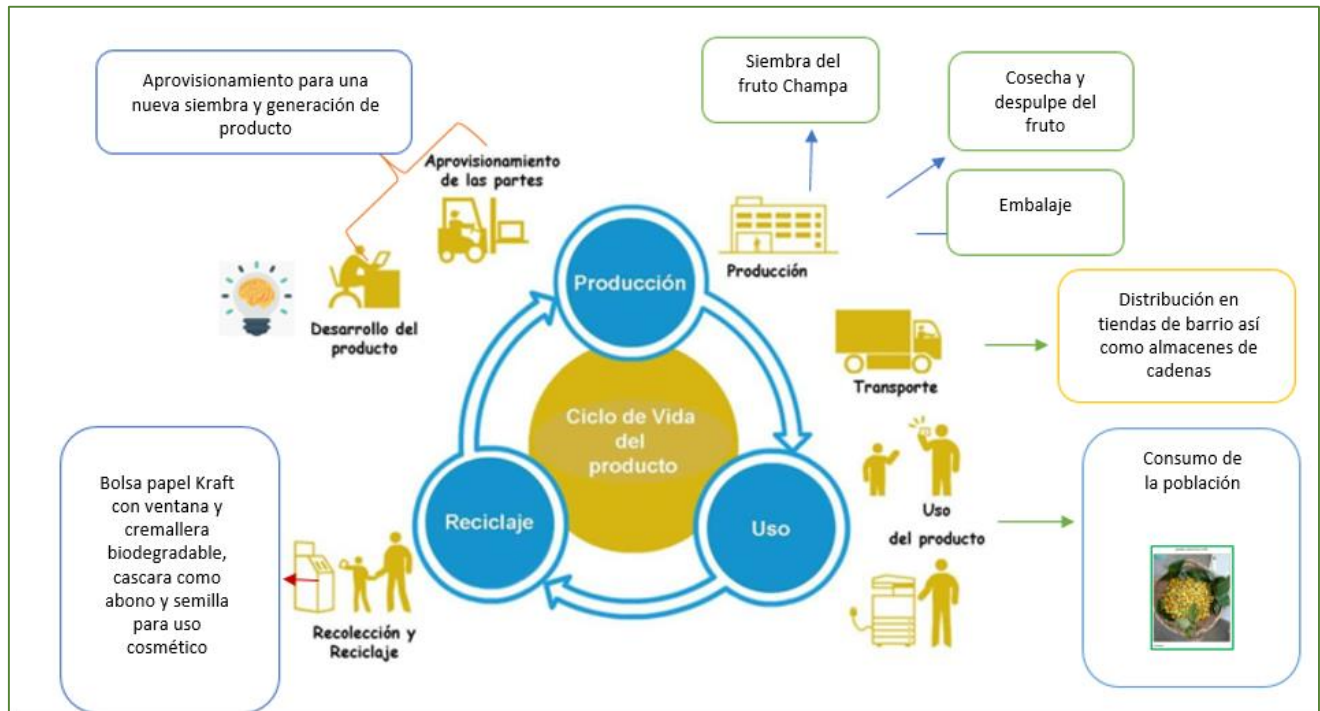 Aprovisionamiento para una
nueva siembra y generación de
producto
Siembra del
fruto Champa
Cosecha y
despulpe del
fruto
Embalaje
Aprovisionamiento
de las partes
Desarrollo del
producto
Producción
Producción
Distribución en
tiendas de barrio así
como almacenes de
cadenas
Transporte
Ciclo de Vida
del
producto
Consumo de
la población
Uso
del producto
Uso
Reciclaje
Bolsa papel Kraft
con ventana y
cremallera
biodegradable,
cascara como
abono y semilla
para uso
cosmético
Recolección y
Reciclaje